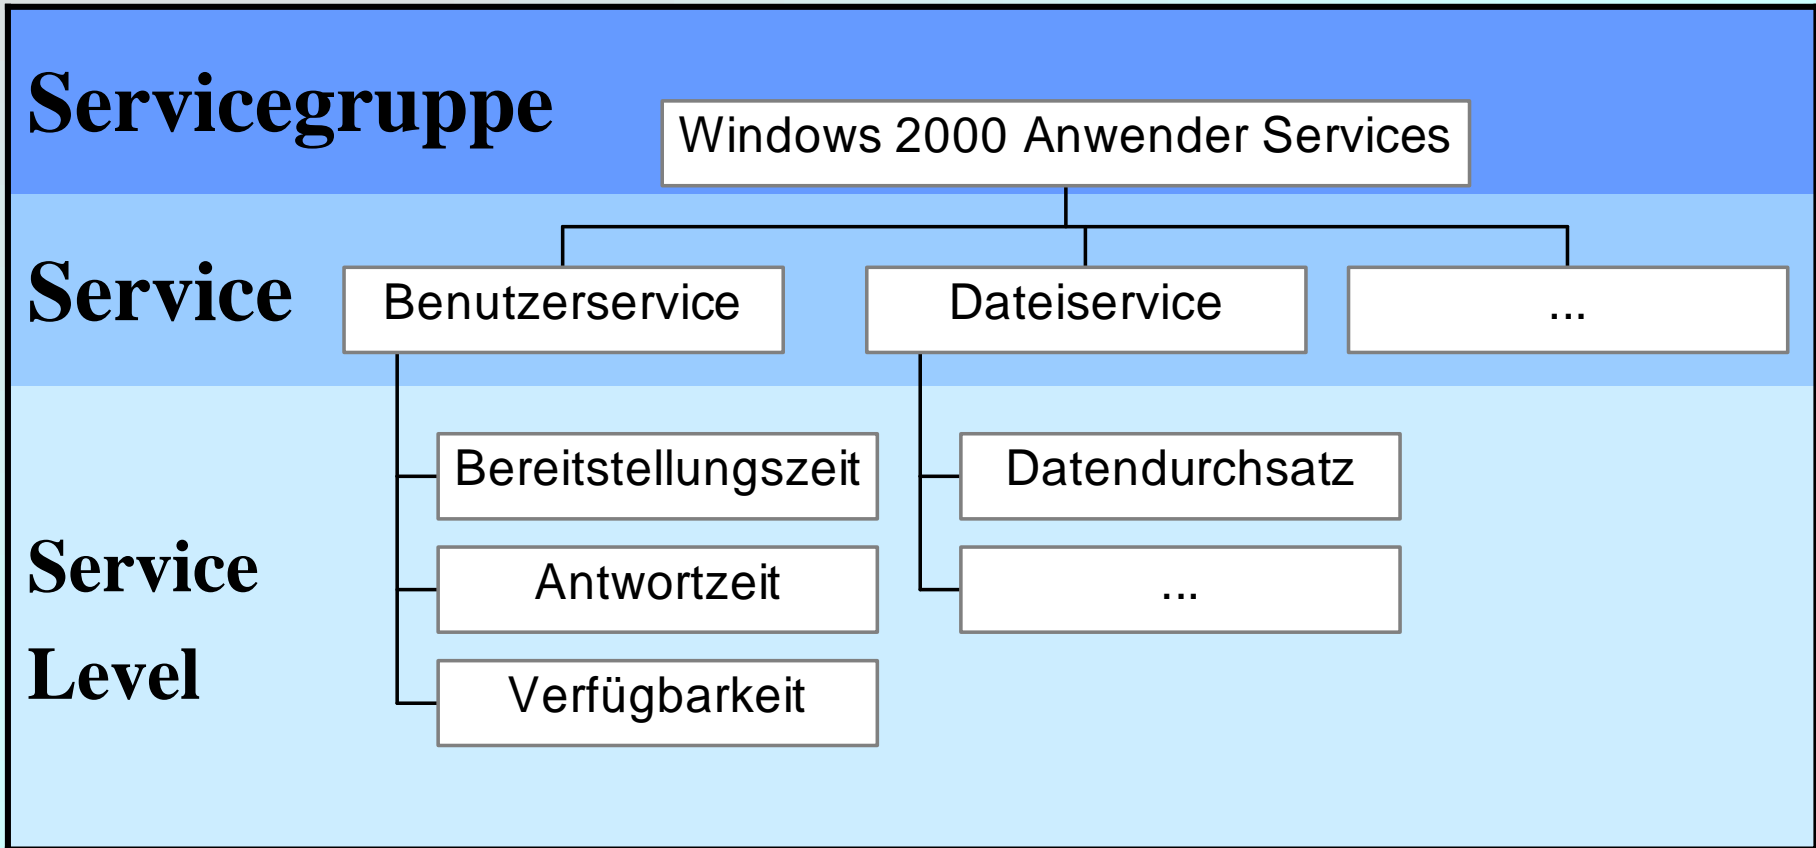 Servicegruppe
Windows 2000 Anwender Services
Service
Benutzerservice
Dateiservice
...
Service
Level
Bereitstellungszeit
Datendurchsatz
Antwortzeit
...
Verfügbarkeit